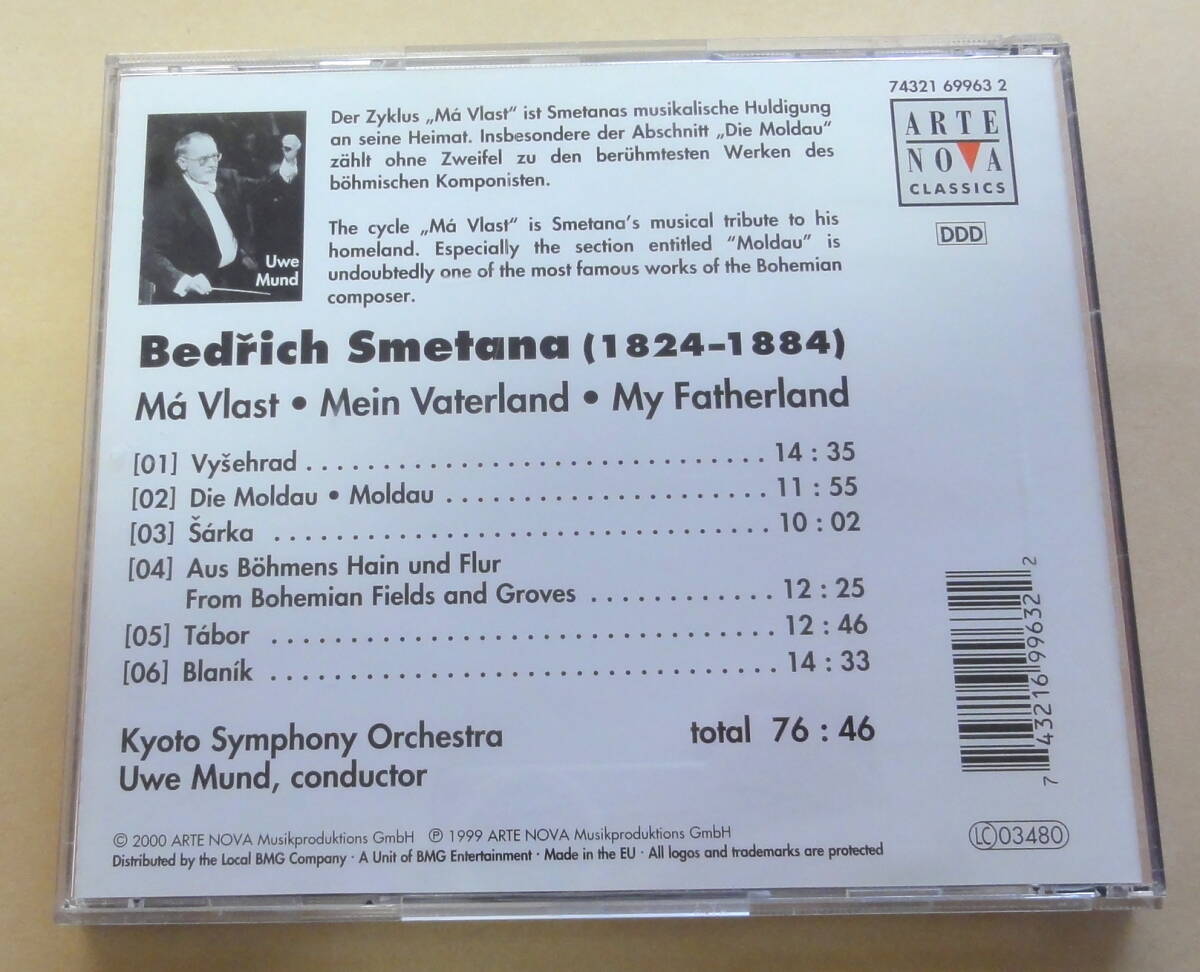 74321 69963 2
ARTE
NOVA
CLASSICS
DDD
Der Zyklus „Má Vlast“ ist Smetanas musikalische Huldigung
an seine Heimat. Insbesondere der Abschnitt „Die Moldau“
zählt ohne Zweifel zu den berühmtesten Werken des
böhmischen Komponisten.
The cycle „Má Vlast“ is Smetana's musical tribute to his
homeland. Especially the section entitled “Moldau” is
undoubtedly one of the most famous works of the Bohemian
composer.
Uwe
Mund
Bedřich Smetana (1824-1884)
Má Vlast • Mein Vaterland • My Fatherland
[01] Vyšehrad . . . . . . . . . . . . . . . . . . . . . . . . . . . . . . 14 : 35
[02] Die Moldau • Moldau . . . . . . . . . . . . . . . . . . . . . 11 : 55
[03] Šárka . . . . . . . . . . . . . . . . . . . . . . . . . . . . . . . . 10 : 02
[04] Aus Böhmens Hain und Flur
From Bohemian Fields and Groves . . . . . . . . . . . . 12 : 25
[05] Tábor . . . . . . . . . . . . . . . . . . . . . . . . . . . . . . . . 12 : 46
[06] Blaník . . . . . . . . . . . . . . . . . . . . . . . . . . . . . . . . 14 : 33
Kyoto Symphony Orchestra total 76 : 46
Uwe Mund, conductor
7 43216 99632 2
© 2000 ARTE NOVA Musikproduktions GmbH ℗ 1999 ARTE NOVA Musikproduktions GmbH
Distributed by the Local BMG Company · A Unit of BMG Entertainment · Made in the EU · All logos and trademarks are protected
LC 03480